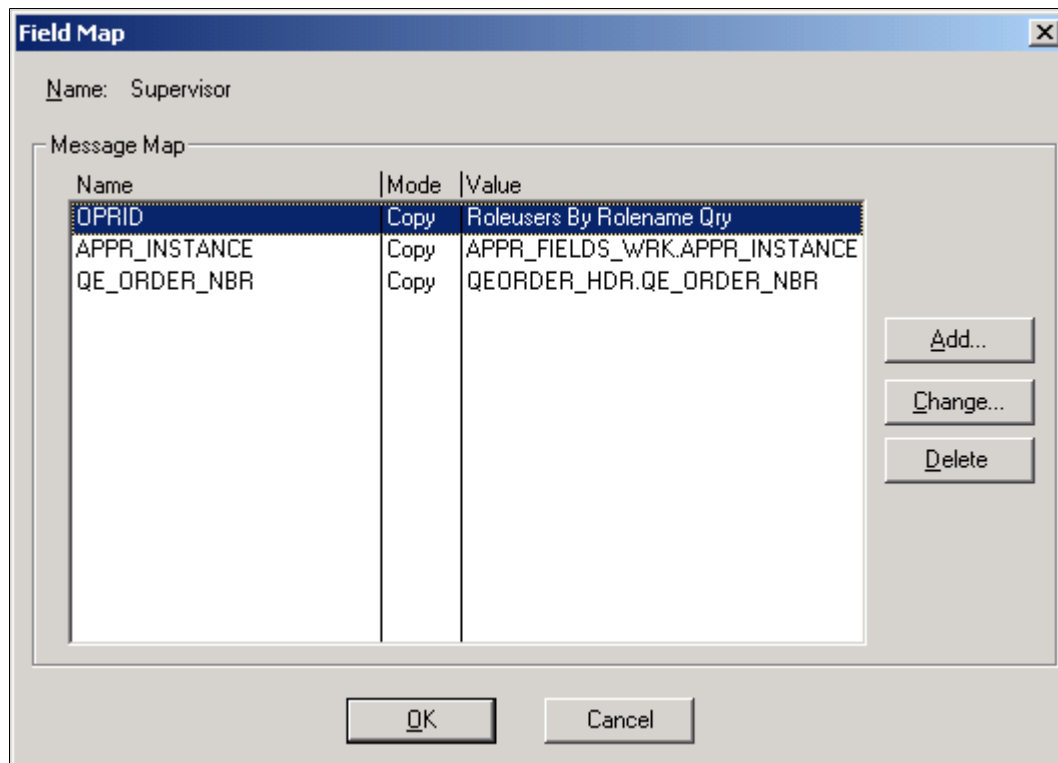 Field Map
Name: Supervisor
Message Map
Name Mode Value
OPRID Copy Roleusers By Rolename Qry
APPR_INSTANCE Copy APPR_FIELDS_WRK.APPR_INSTANCE
QE_ORDER_NBR Copy QEORDER_HDR.QE_ORDER_NBR
Add...
Change...
Delete
OK Cancel